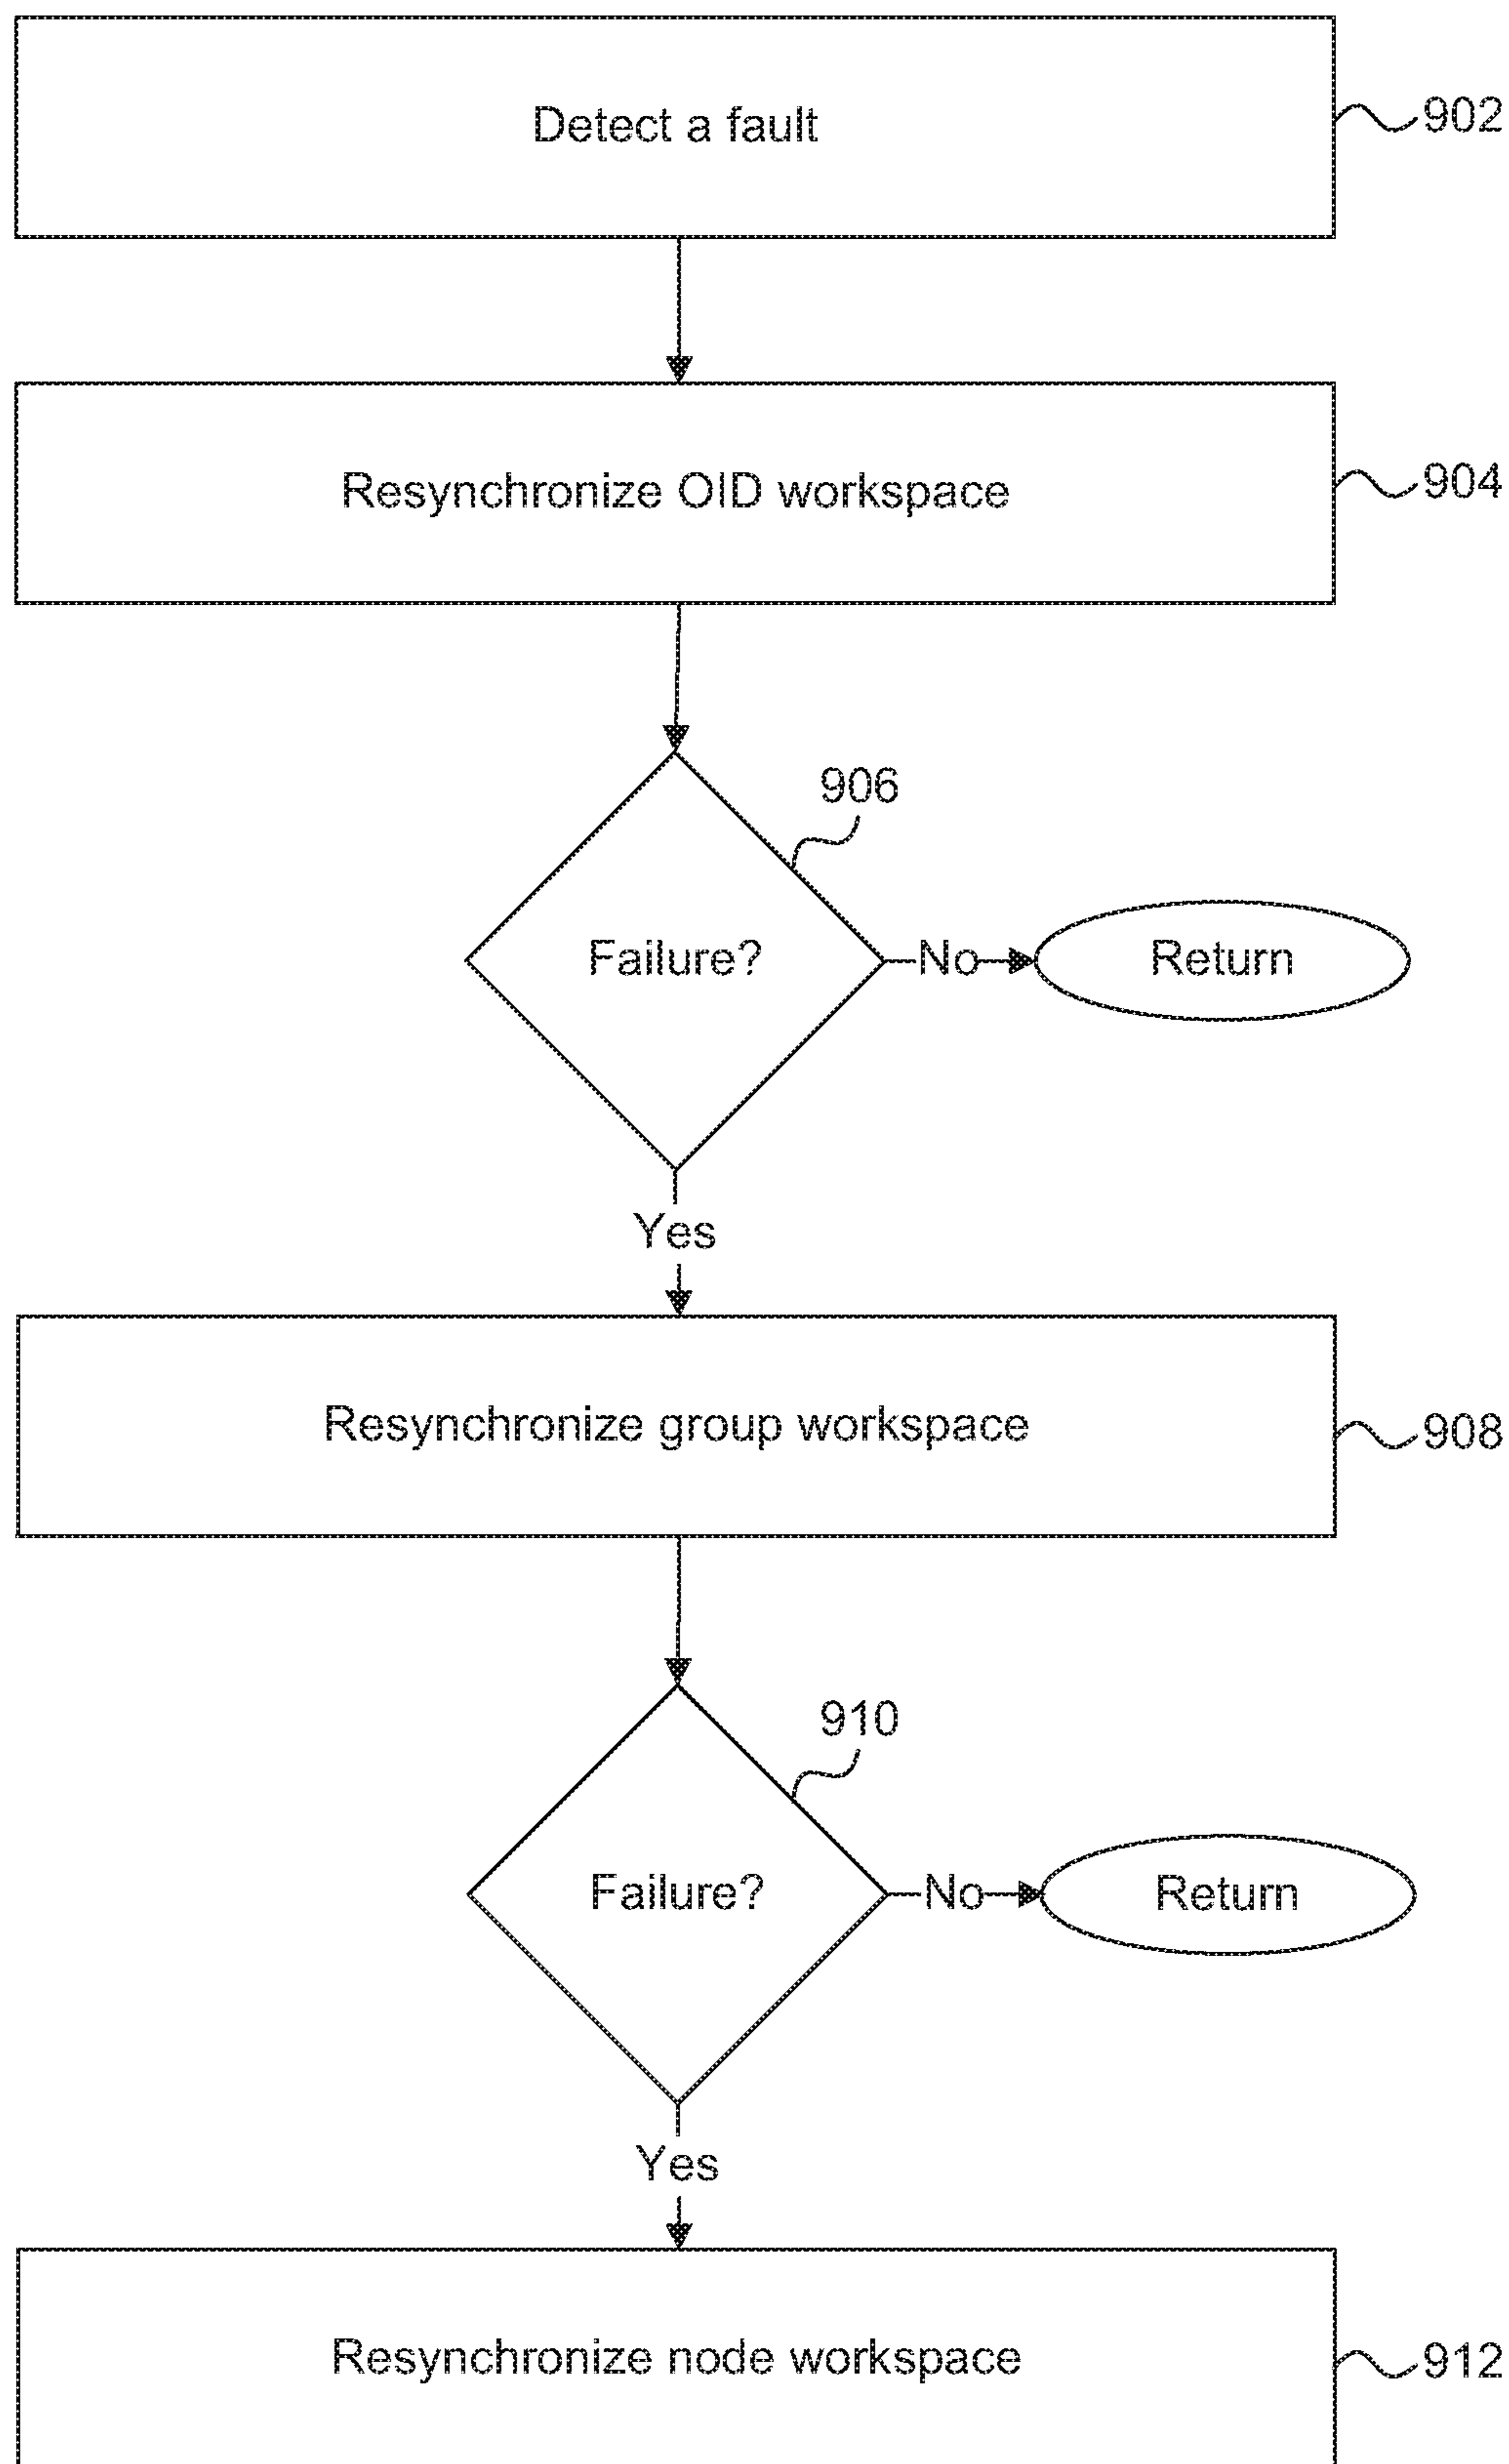 Detect a fault
902
Resynchronize OID workspace
904
906
Failure?
No
Return
Yes
Resynchronize group workspace
908
910
Failure?
No
Return
Yes
Resynchronize node workspace
912